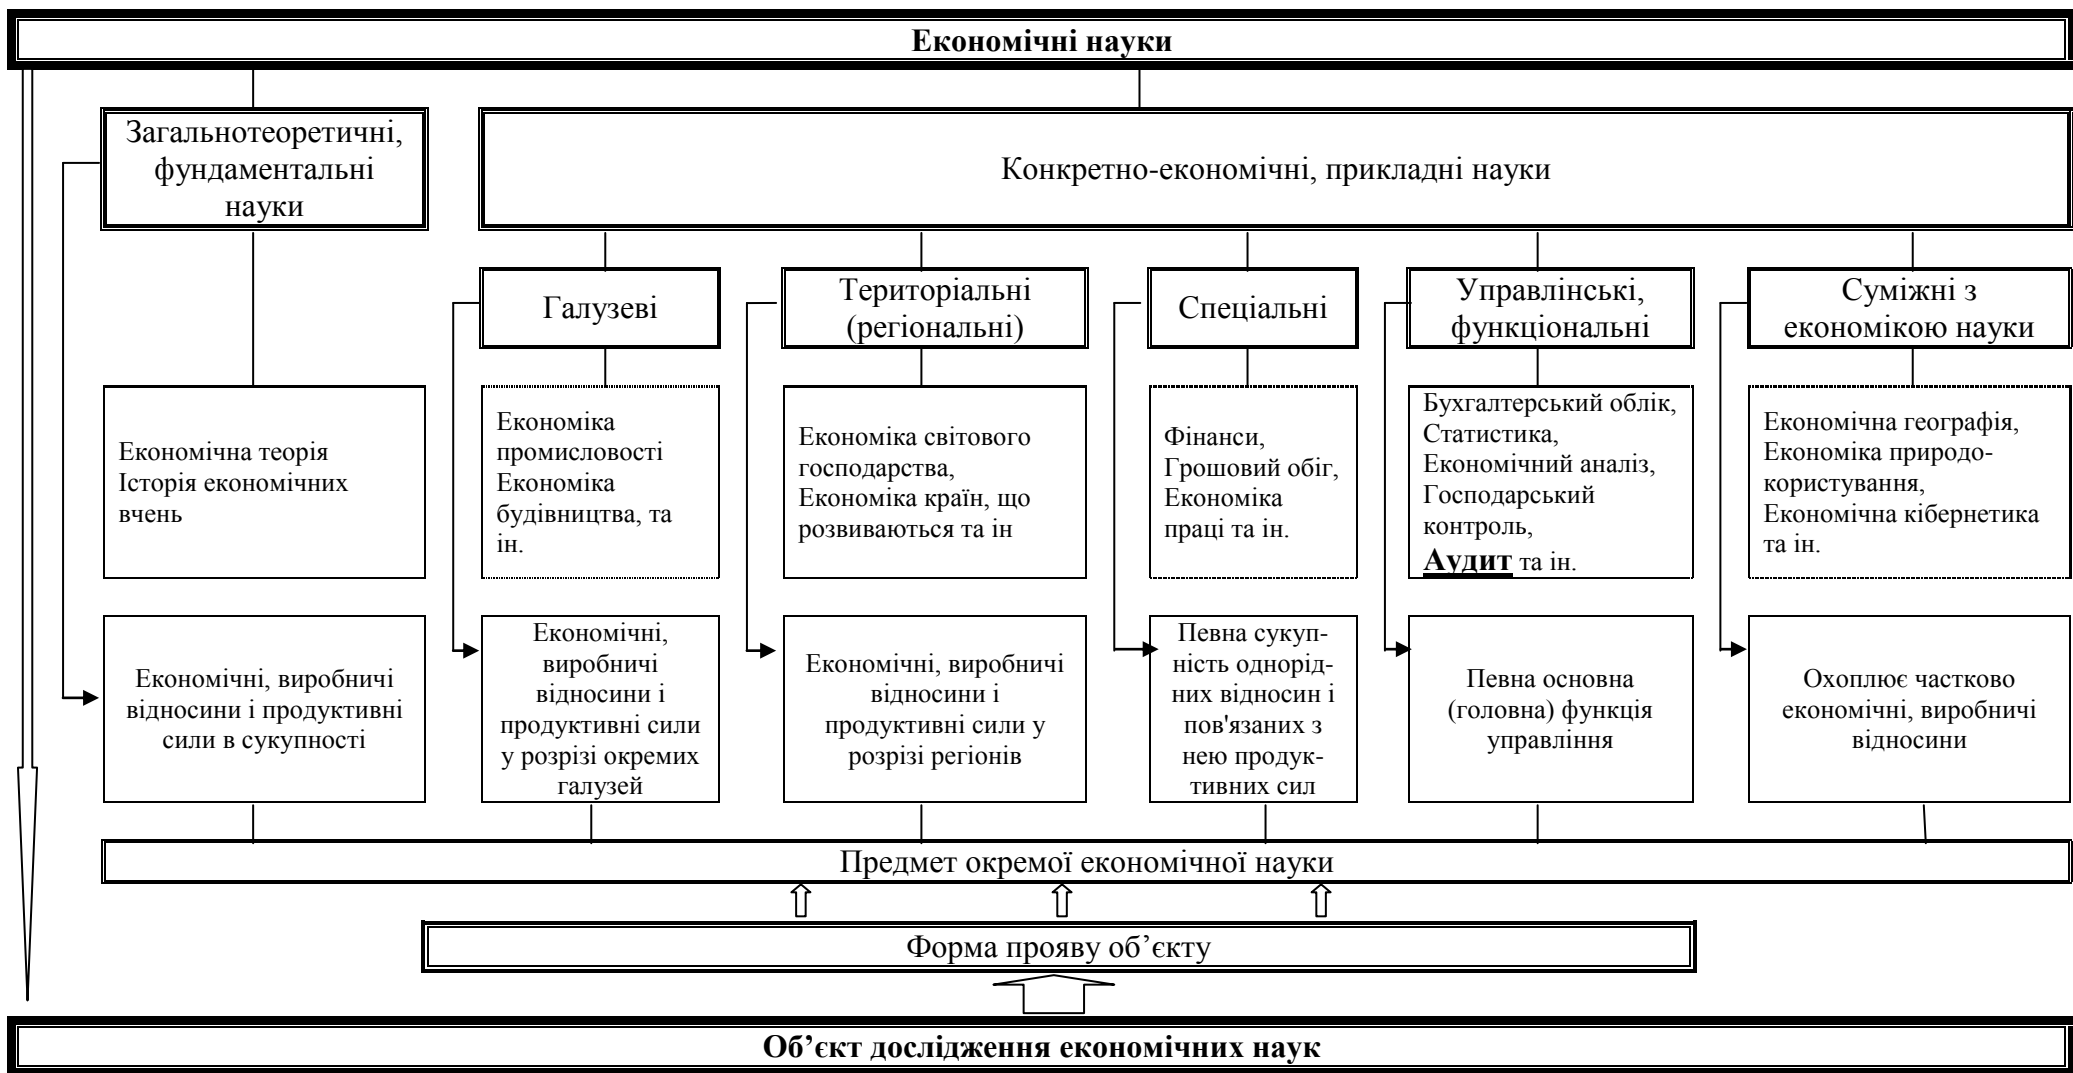 Економічні науки
Загальнотеоретичні,
фундаментальні
науки
Конкретно-економічні, прикладні науки
Галузеві
Територіальні
(регіональні)
Спеціальні
Управлінські,
функціональні
Суміжні з
економікою науки
Економічна теорія
Історія економічних
вчень
Економіка
промисловості
Економіка
будівництва, та
ін.
Економіка світового
господарства,
Економіка країн, що
розвиваються та ін
Фінанси,
Грошовий обіг,
Економіка
праці та ін.
Бухгалтерський облік,
Статистика,
Економічний аналіз,
Господарський
контроль,
Аудит та ін.
Економічна географія,
Економіка природо-
користування,
Економічна кібернетика
та ін.
Економічні, виробничі
відносини і продуктивні
сили в сукупності
Економічні,
виробничі
відносини і
продуктивні сили
у розрізі окремих
галузей
Економічні, виробничі
відносини і
продуктивні сили у
розрізі регіонів
Певна сукуп-
ність однорід-
них відносин і
пов'язаних з
нею продук-
тивних сил
Певна основна
(головна) функція
управління
Охоплює частково
економічні, виробничі
відносини
Предмет окремої економічної науки
Форма прояву об’єкту
Об’єкт дослідження економічних наук